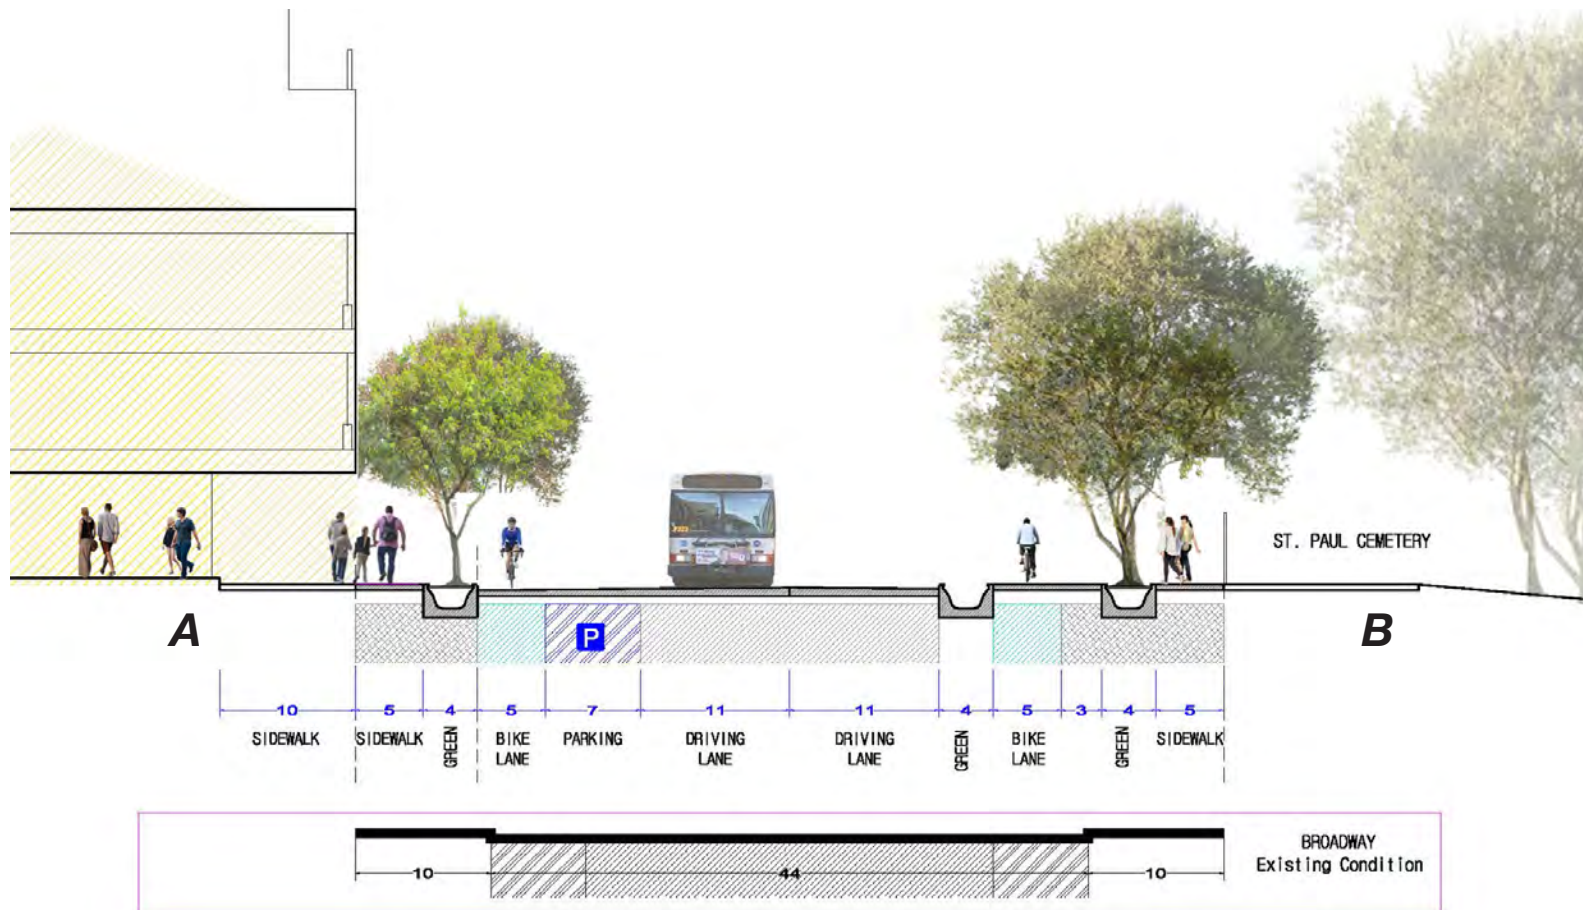 ST. PAUL CEMETERY
A
B
P
10
5
4
5
7
11
11
4
5
3
4
5
SIDEWALK
SIDEWALK
GREEN
BIKE
LANE
PARKING
DRIVING
LANE
DRIVING
LANE
GREEN
BIKE
LANE
GREEN
SIDEWALK
BROADWAY
Existing Condition
10
44
10